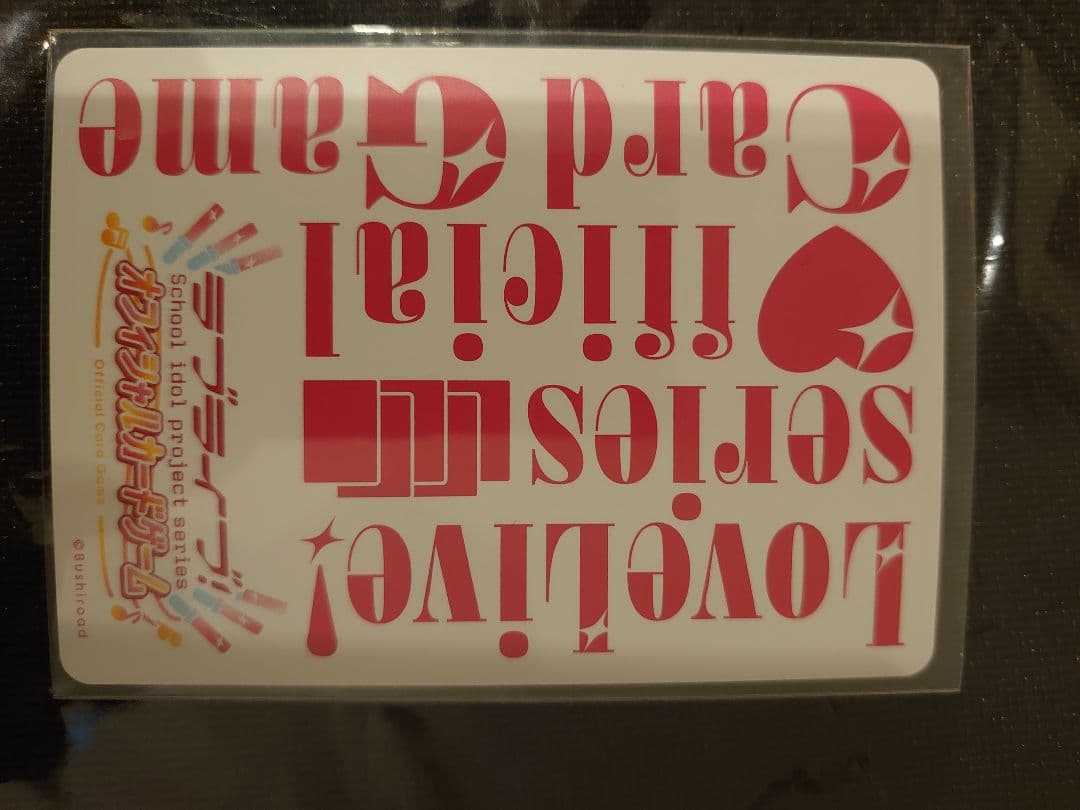 LoveLive!
series
official
Card Game
ラブライブ!
School idol project series
オフィシャルカードゲーム
Official Card Game
©Bushiroad